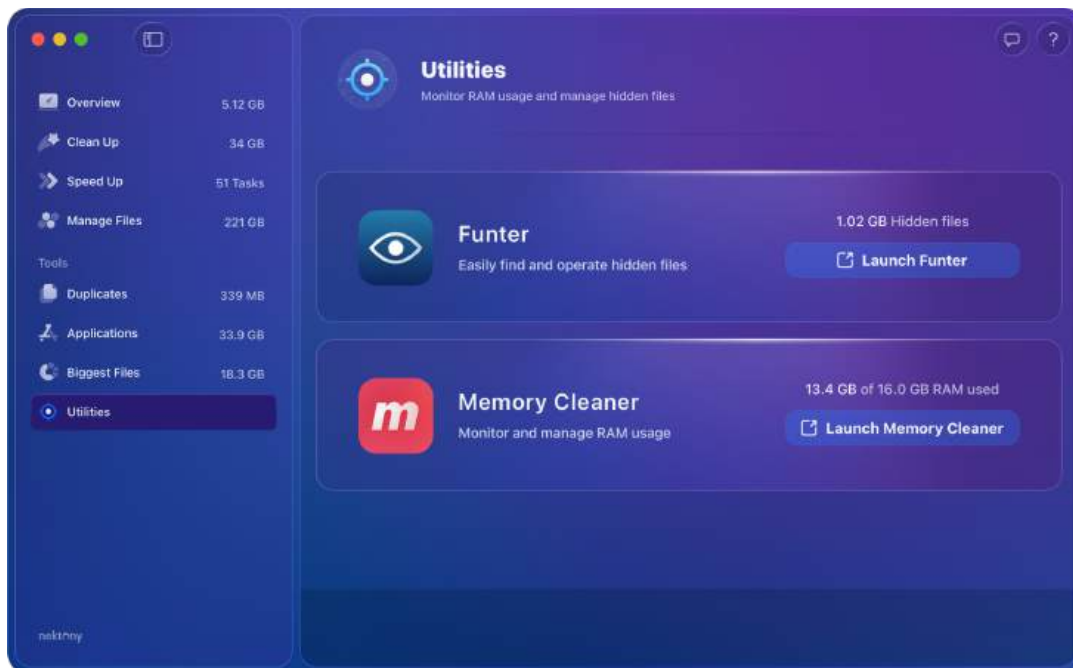 Overview 5.12 GB
Clean Up 34 GB
Speed Up 51 Tasks
Manage Files 221 GB
Tools
Duplicates 339 MB
Applications 33.9 GB
Biggest Files 18.3 GB
Utilities
nektony
?
Utilities
Monitor RAM usage and manage hidden files
Funter
Easily find and operate hidden files
1.02 GB Hidden files
Launch Funter
m
Memory Cleaner
Monitor and manage RAM usage
13.4 GB of 16.0 GB RAM used
Launch Memory Cleaner